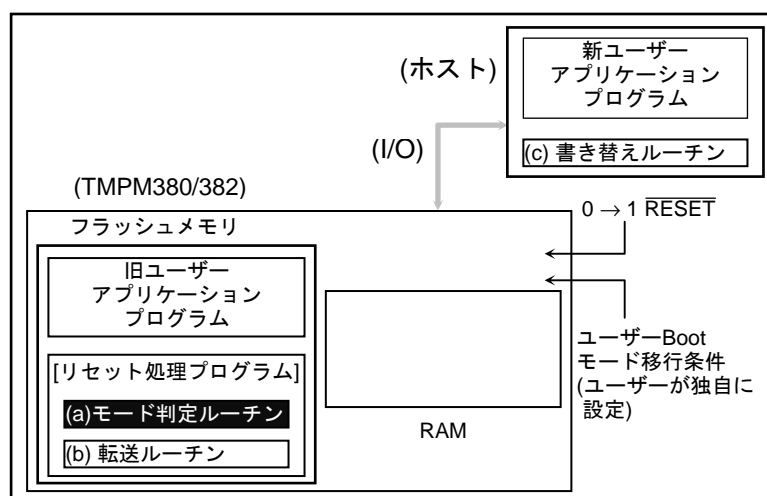 (ホスト)
新ユーザー
アプリケーション
プログラム
(c) 書き替えルーチン
(I/O)
(TMPM380/382)
フラッシュメモリ
旧ユーザー
アプリケーション
プログラム
[リセット処理プログラム]
(a)モード判定ルーチン
(b) 転送ルーチン
RAM
0 → 1 RESET
ユーザーBoot
モード移行条件
(ユーザーが独自に
設定)